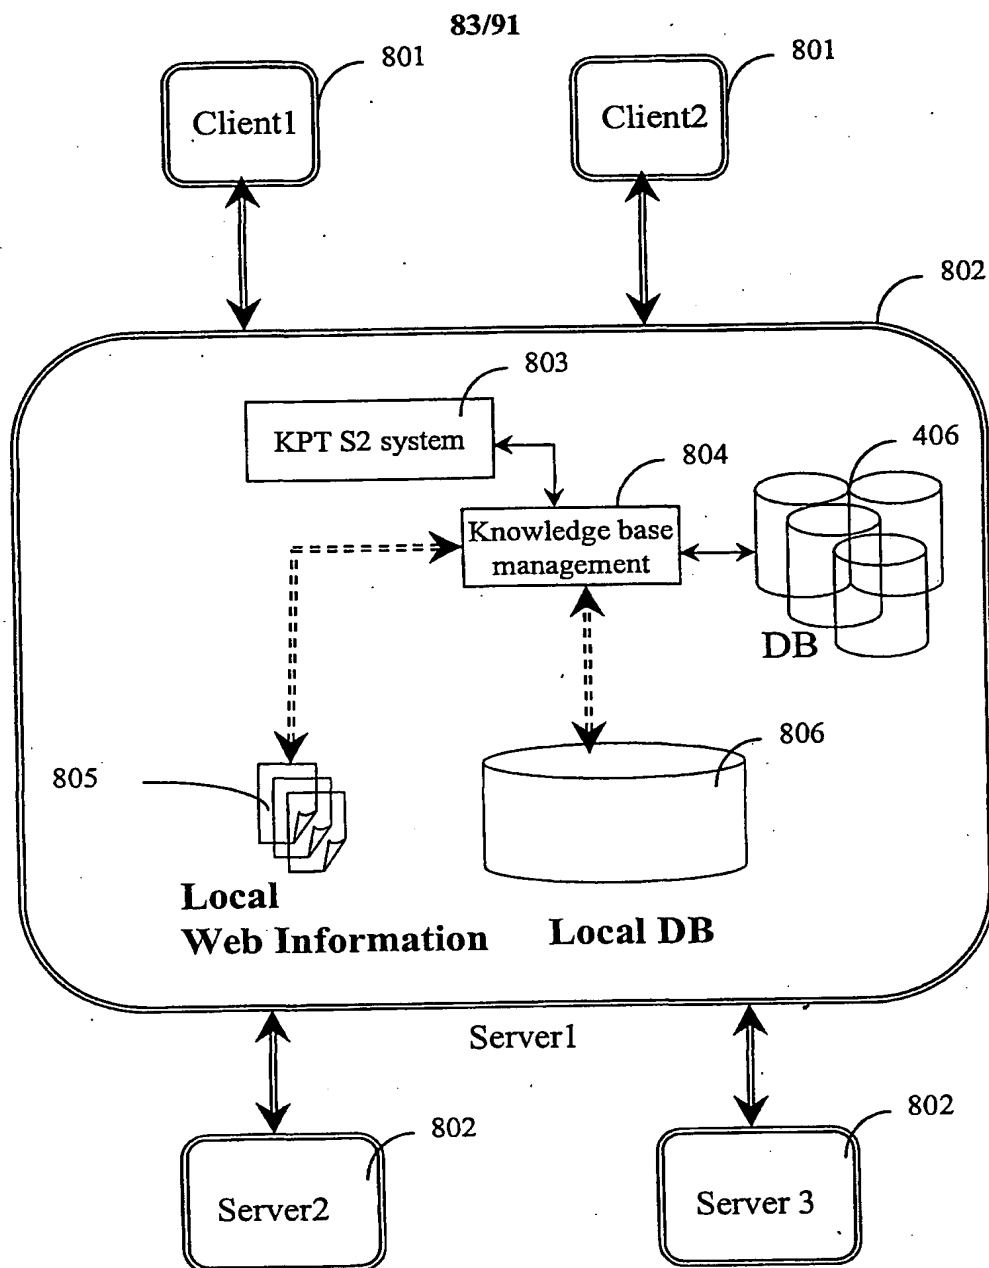 83/91
801
801
Client1
Client2
802
803
KPT S2 system
406
804
Knowledge base
management
DB
806
805
Local
Web Information
Local DB
Server1
802
802
Server2
Server 3